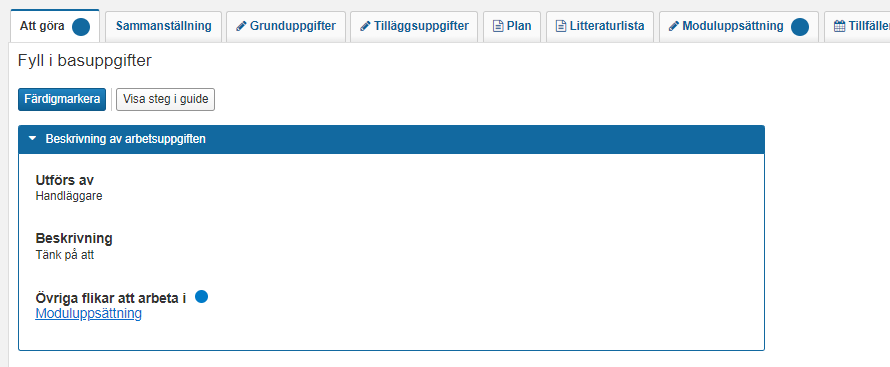 Att göra
Sammanställning
Grunduppgifter
Tilläggsuppgifter
Plan
Litteraturlista
Moduluppsättning
Tillfällen
Fyll i basuppgifter
Färdigmarkera
Visa steg i guide
Beskrivning av arbetsuppgiften
Utförs av
Handläggare
Beskrivning
Tänk på att
Övriga flikar att arbeta i
Moduluppsättning